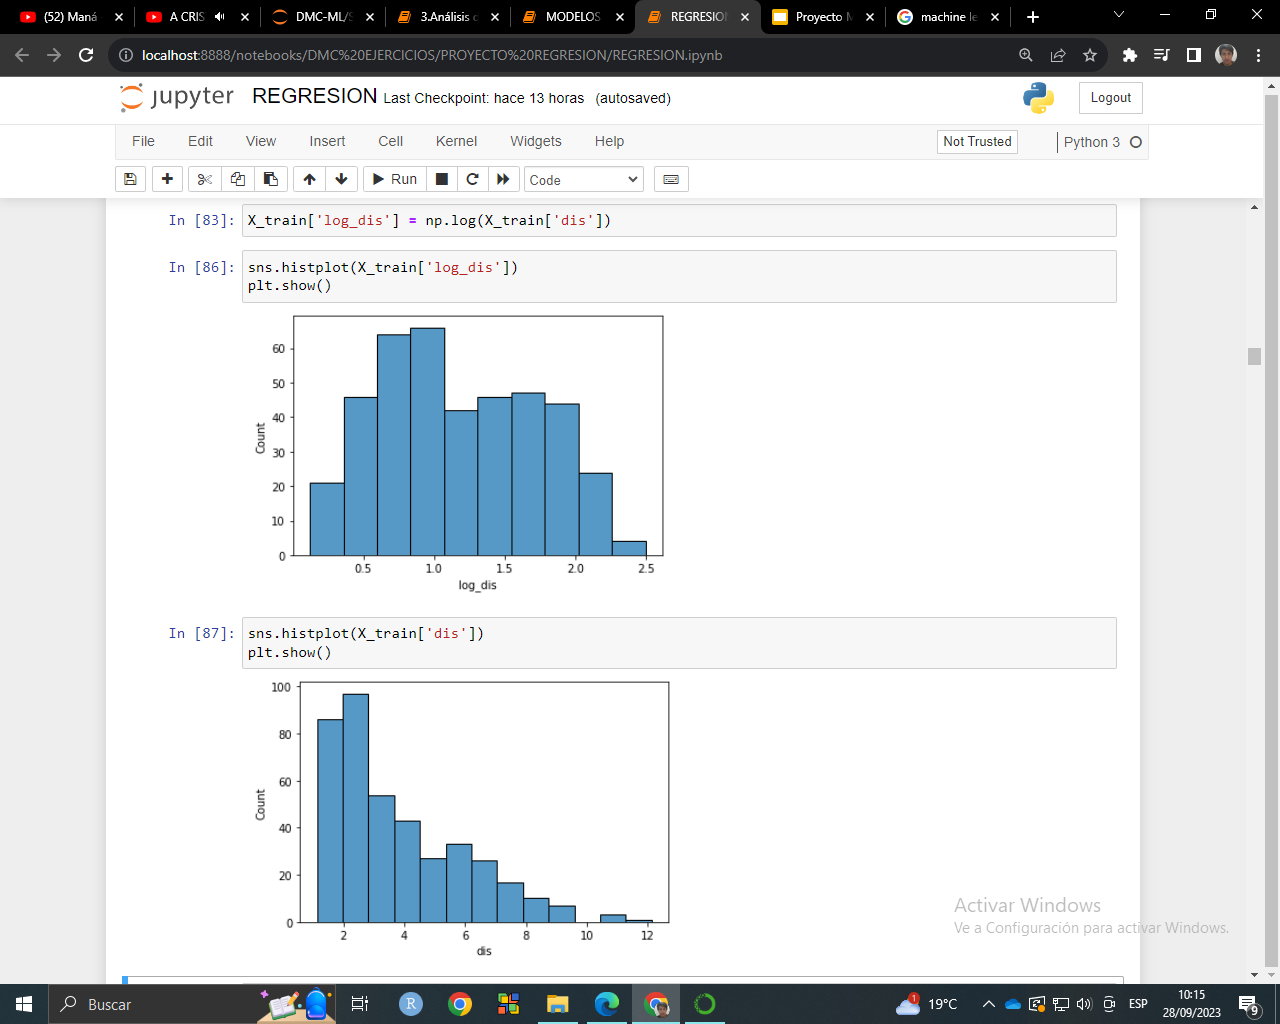 (52) Maná
A CRIS
DMC-ML/S
3.Análisis d
MODELOS
REGRESION
Proyecto M
machine le
localhost:8888/notebooks/DMC%20EJERCICIOS/PROYECTO%20REGRESION/REGRESION.ipynb
jupyter REGRESION Last Checkpoint: hace 13 horas (autosaved)
Logout
File Edit View Insert Cell Kernel Widgets Help
Not Trusted
Python 3
Run
Code
In [83]: X_train['log_dis'] = np.log(X_train['dis'])
In [86]: sns.histplot(X_train['log_dis'])
plt.show()
60
50
40
30
20
10
0
Count
0.5 1.0 1.5 2.0 2.5
log_dis
In [87]: sns.histplot(X_train['dis'])
plt.show()
100
80
60
40
20
0
Count
2 4 6 8 10 12
dis
Activar Windows
Ve a Configuración para activar Windows.
Buscar
R
1
19°C
ESP
10:15
28/09/2023
9